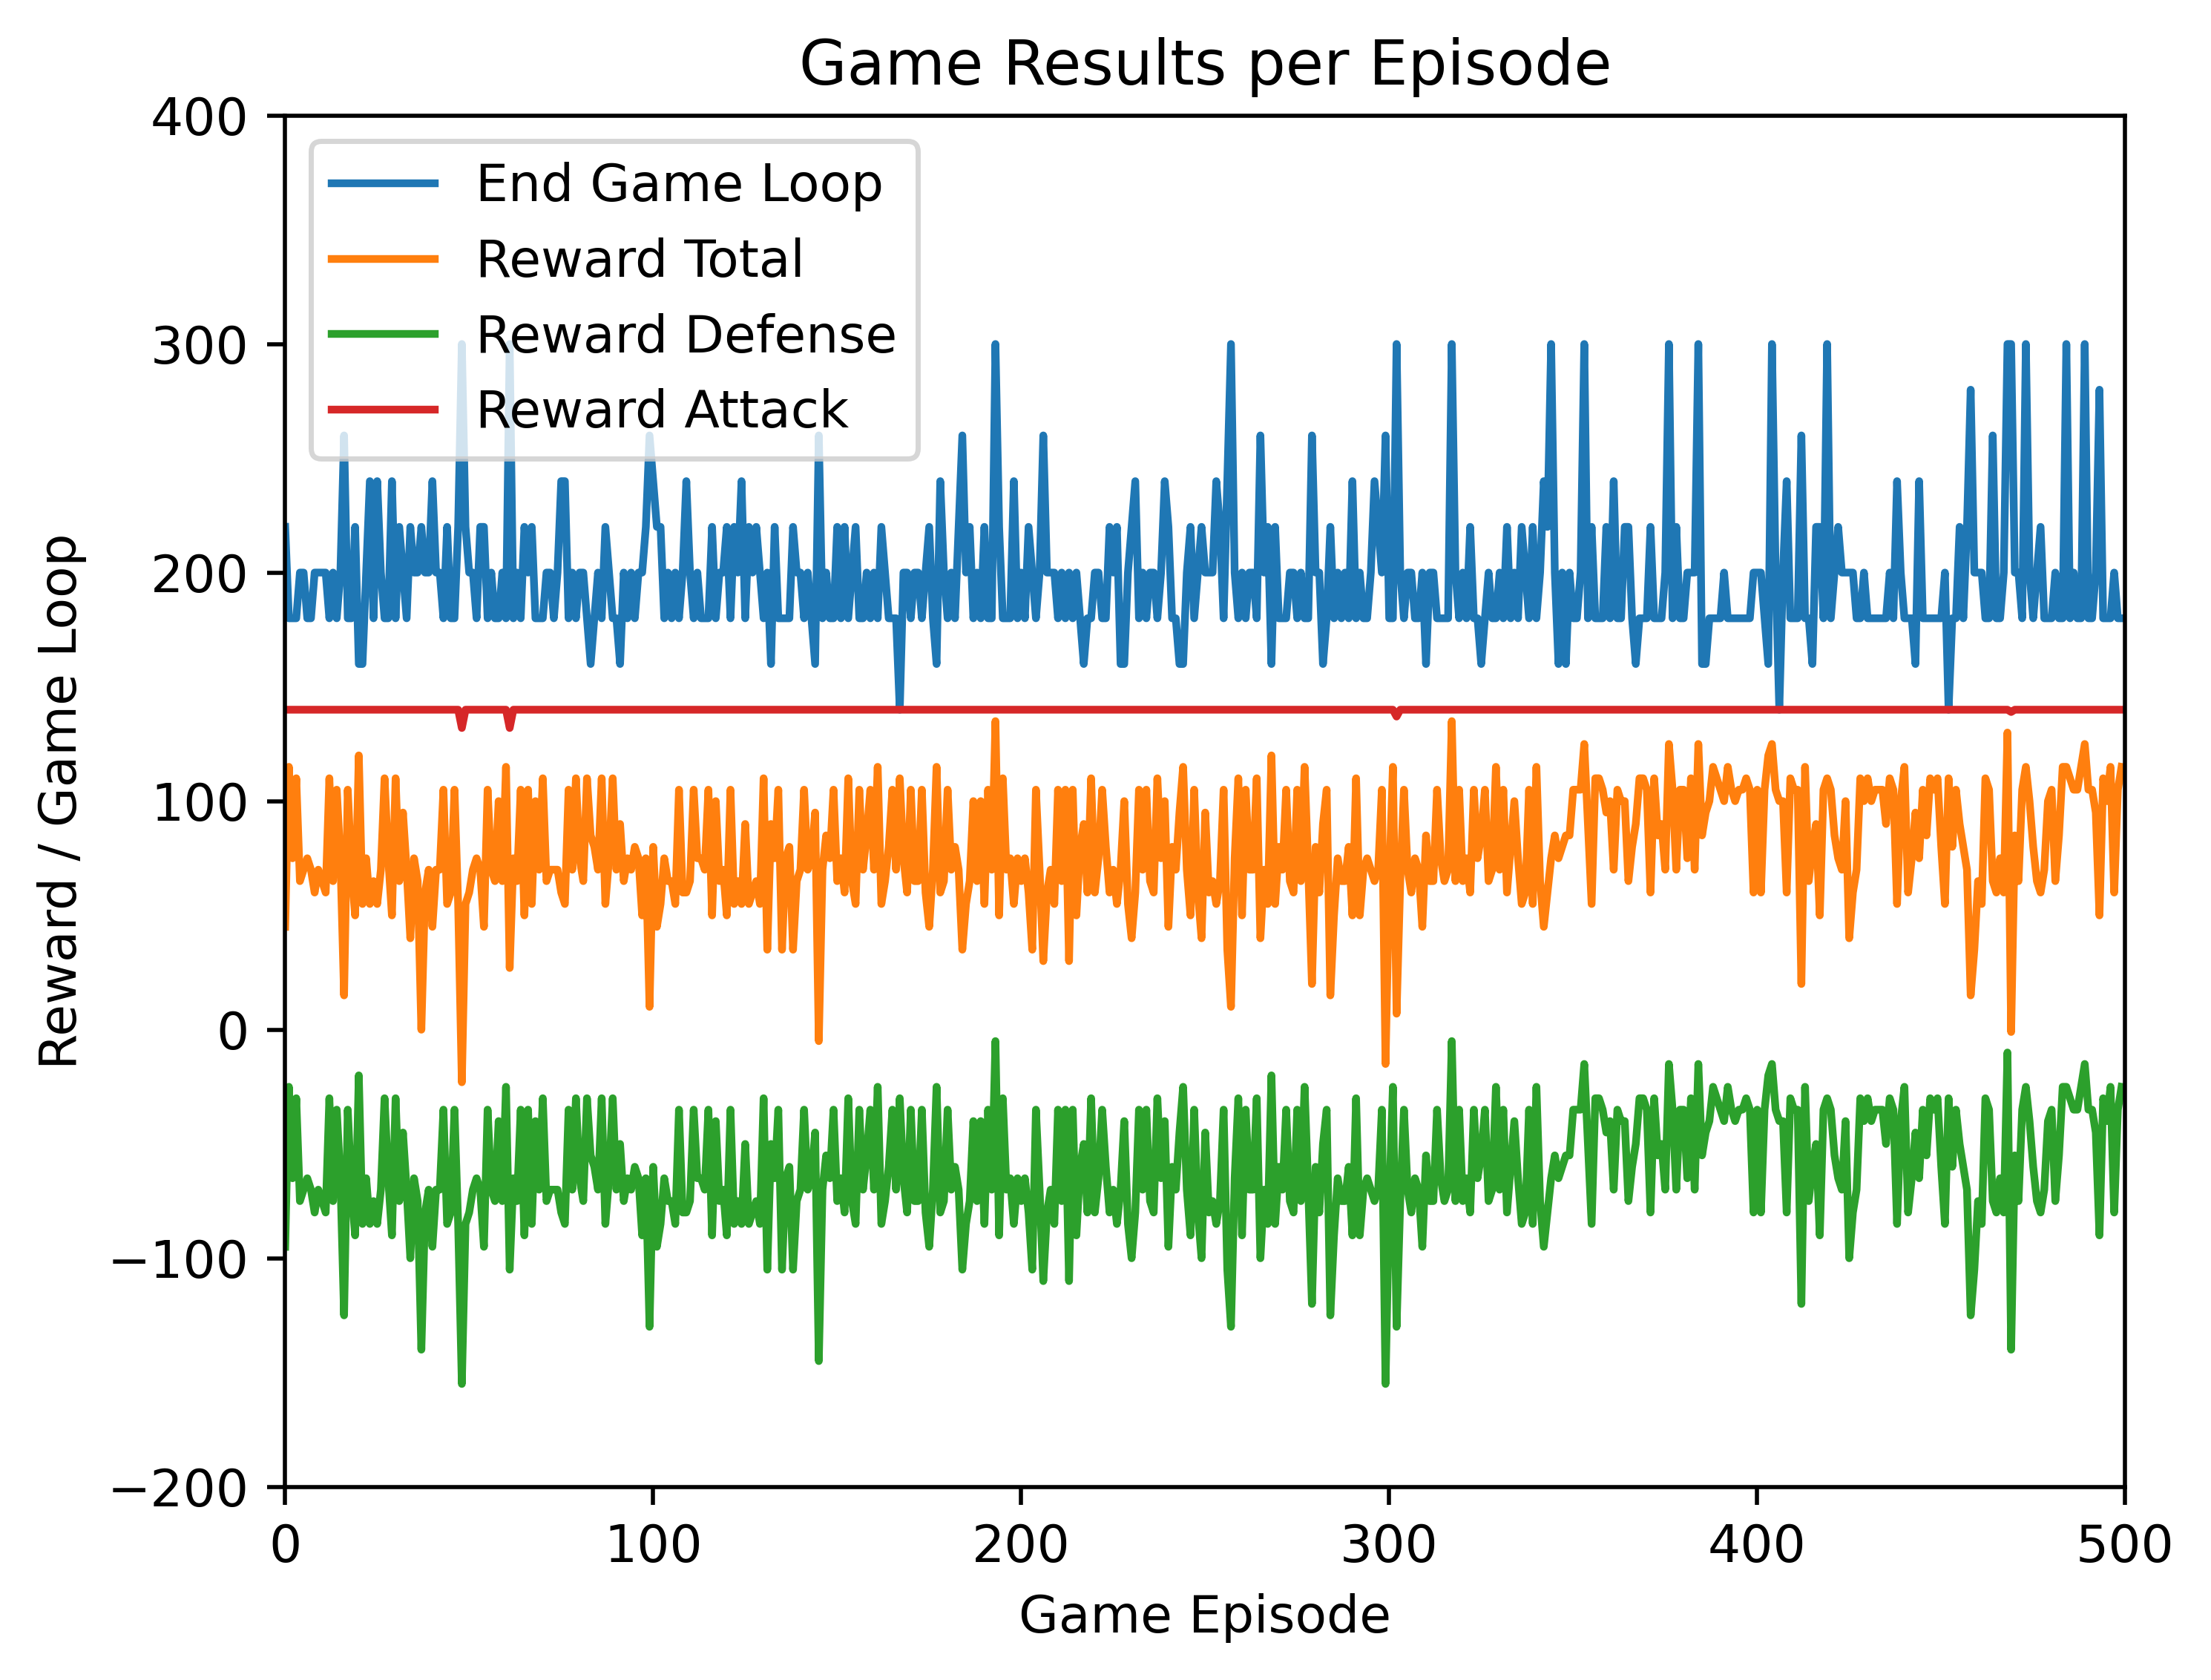 Game Results per Episode
400
300
200
100
0
−100
−200
Reward / Game Loop
End Game Loop
Reward Total
Reward Defense
Reward Attack
0 100 200 300 400 500
Game Episode